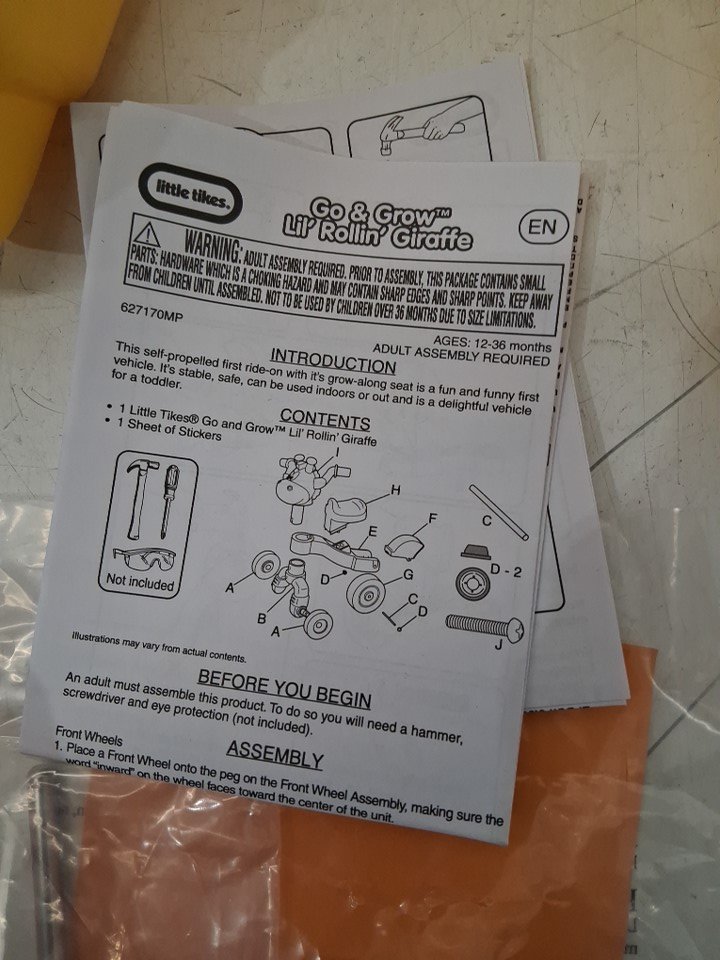 little tikes®
Go & Grow™
Lil' Rollin' Giraffe
EN
WARNING: ADULT ASSEMBLY REQUIRED. PRIOR TO ASSEMBLY, THIS PACKAGE CONTAINS SMALL
PARTS: HARDWARE WHICH IS A CHOKING HAZARD AND MAY CONTAIN SHARP EDGES AND SHARP POINTS. KEEP AWAY
FROM CHILDREN UNTIL ASSEMBLED. NOT TO BE USED BY CHILDREN OVER 36 MONTHS DUE TO SIZE LIMITATIONS.
627170MP
AGES: 12-36 months
ADULT ASSEMBLY REQUIRED
INTRODUCTION
This self-propelled first ride-on with it's grow-along seat is a fun and funny first
vehicle. It's stable, safe, can be used indoors or out and is a delightful vehicle
for a toddler.
CONTENTS
• 1 Little Tikes® Go and Grow™ Lil' Rollin' Giraffe
• 1 Sheet of Stickers
Not included
I
H
C
F
E
D - 2
A
D
G
B
C
D
A
J
Illustrations may vary from actual contents.
BEFORE YOU BEGIN
An adult must assemble this product. To do so you will need a hammer,
screwdriver and eye protection (not included).
ASSEMBLY
Front Wheels
1. Place a Front Wheel onto the peg on the Front Wheel Assembly, making sure the
word "inward" on the wheel faces toward the center of the unit.